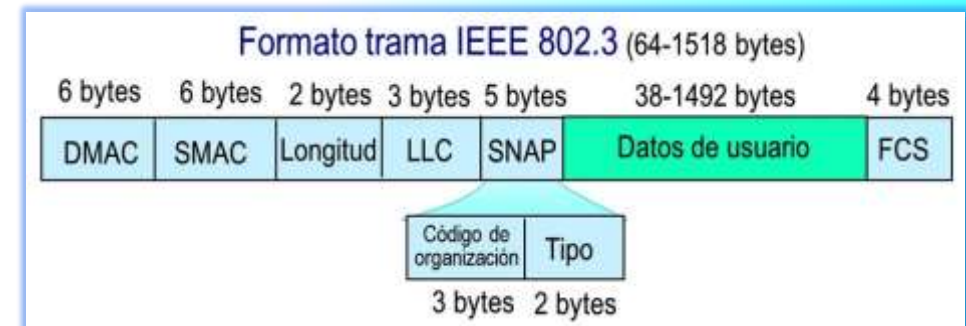 Formato trama IEEE 802.3 (64-1518 bytes)
6 bytes 6 bytes 2 bytes 3 bytes 5 bytes 38-1492 bytes 4 bytes
DMAC SMAC Longitud LLC SNAP Datos de usuario FCS
Código de
organización Tipo
3 bytes 2 bytes